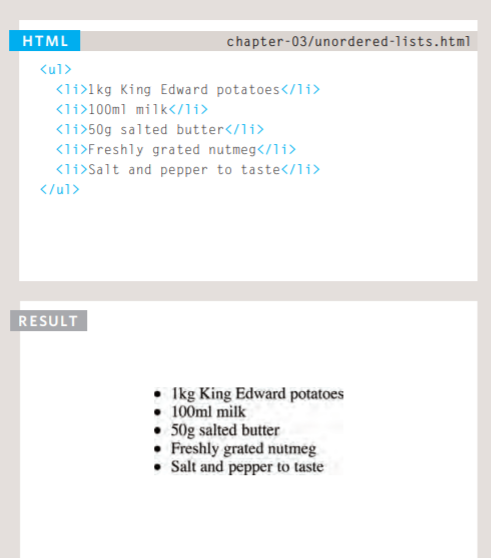 HTML
chapter-03/unordered-lists.html
<ul>
<li>1kg King Edward potatoes</li>
<li>100ml milk</li>
<li>50g salted butter</li>
<li>Freshly grated nutmeg</li>
<li>Salt and pepper to taste</li>
</ul>
RESULT
• 1kg King Edward potatoes
• 100ml milk
• 50g salted butter
• Freshly grated nutmeg
• Salt and pepper to taste